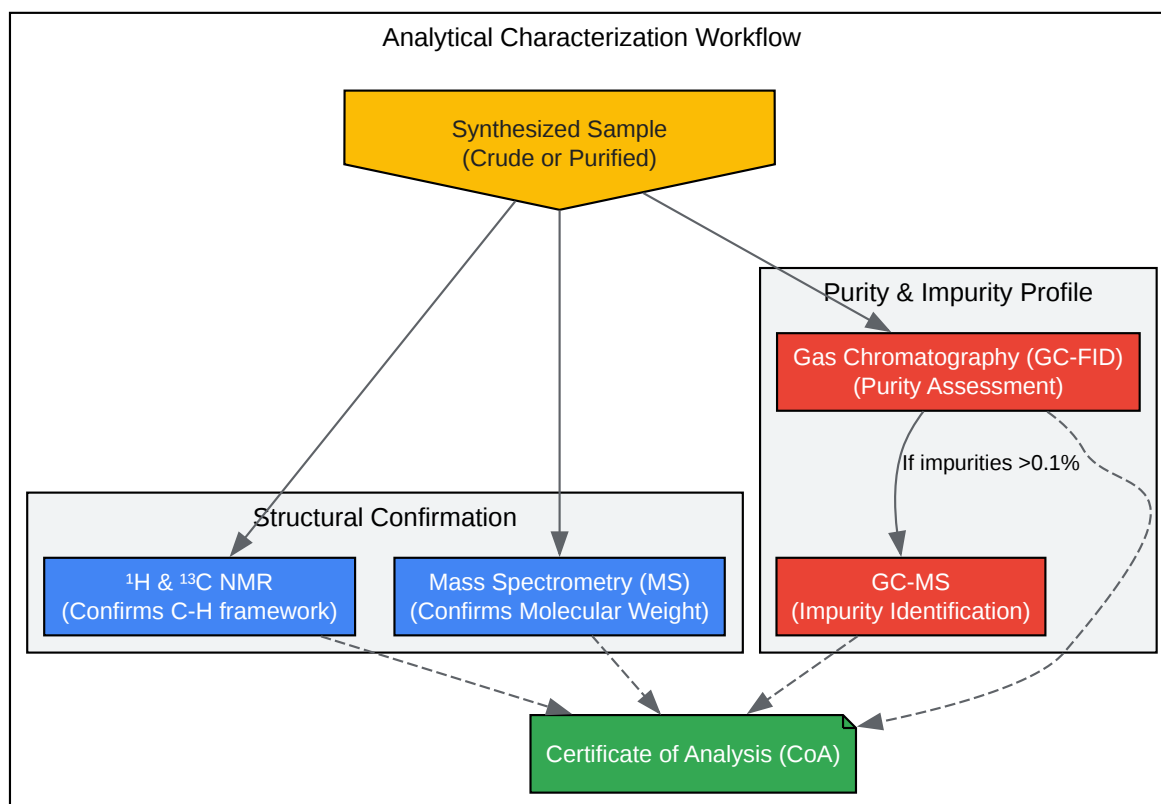 Analytical Characterization Workflow
Synthesized Sample
(Crude or Purified)
Purity & Impurity Profile
Gas Chromatography (GC-FID)
(Purity Assessment)
If impurities >0.1%
Structural Confirmation
¹H & ¹³C NMR
(Confirms C-H framework)
Mass Spectrometry (MS)
(Confirms Molecular Weight)
GC-MS
(Impurity Identification)
Certificate of Analysis (CoA)